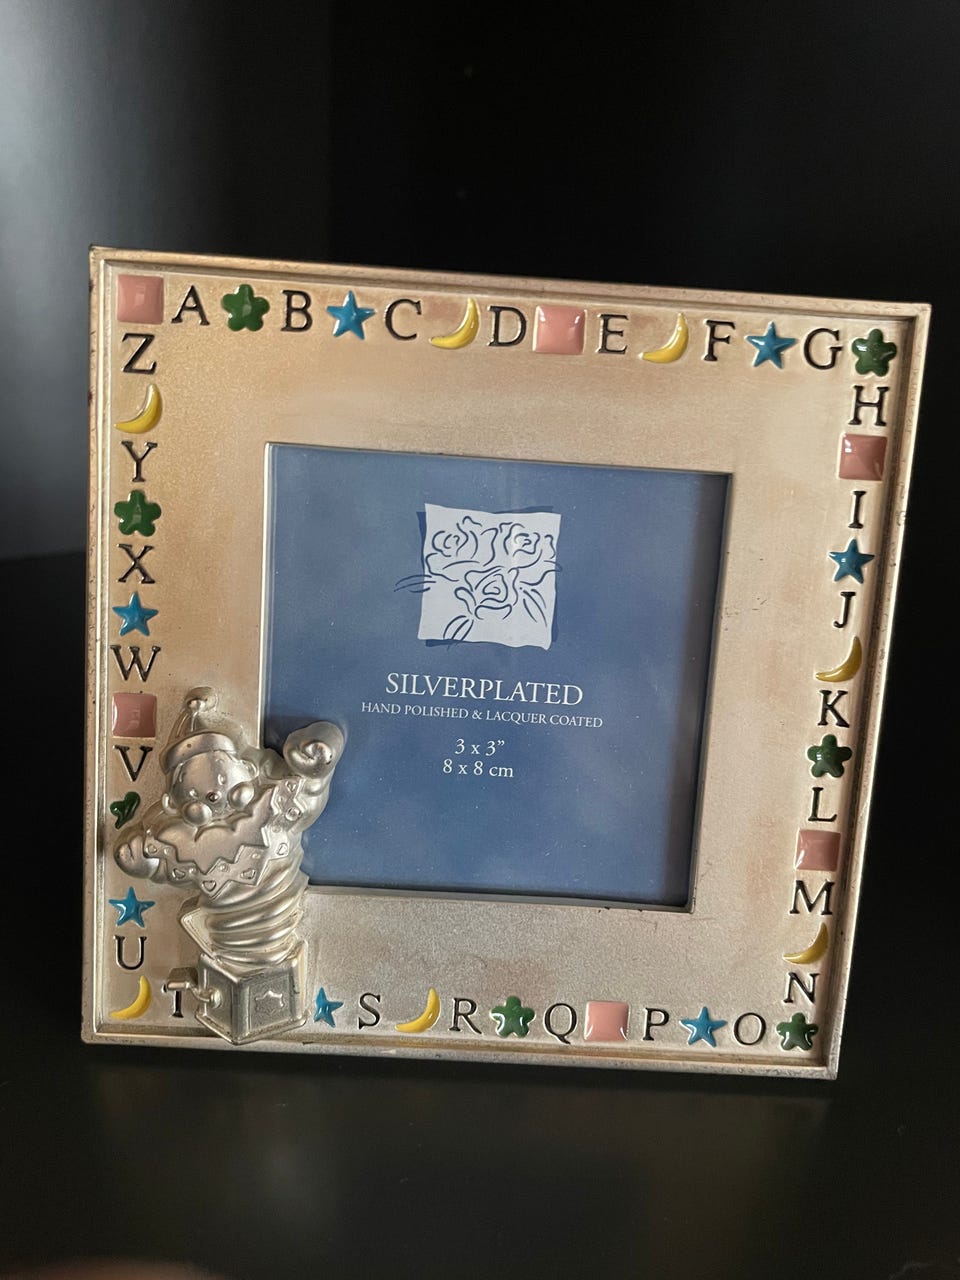 A B C D E F G
H
I
J
K
L
M
N
O
P
Q
R
S
T
U
V
W
X
Y
Z
SILVERPLATED
HAND POLISHED & LACQUER COATED
3 x 3"
8 x 8 cm